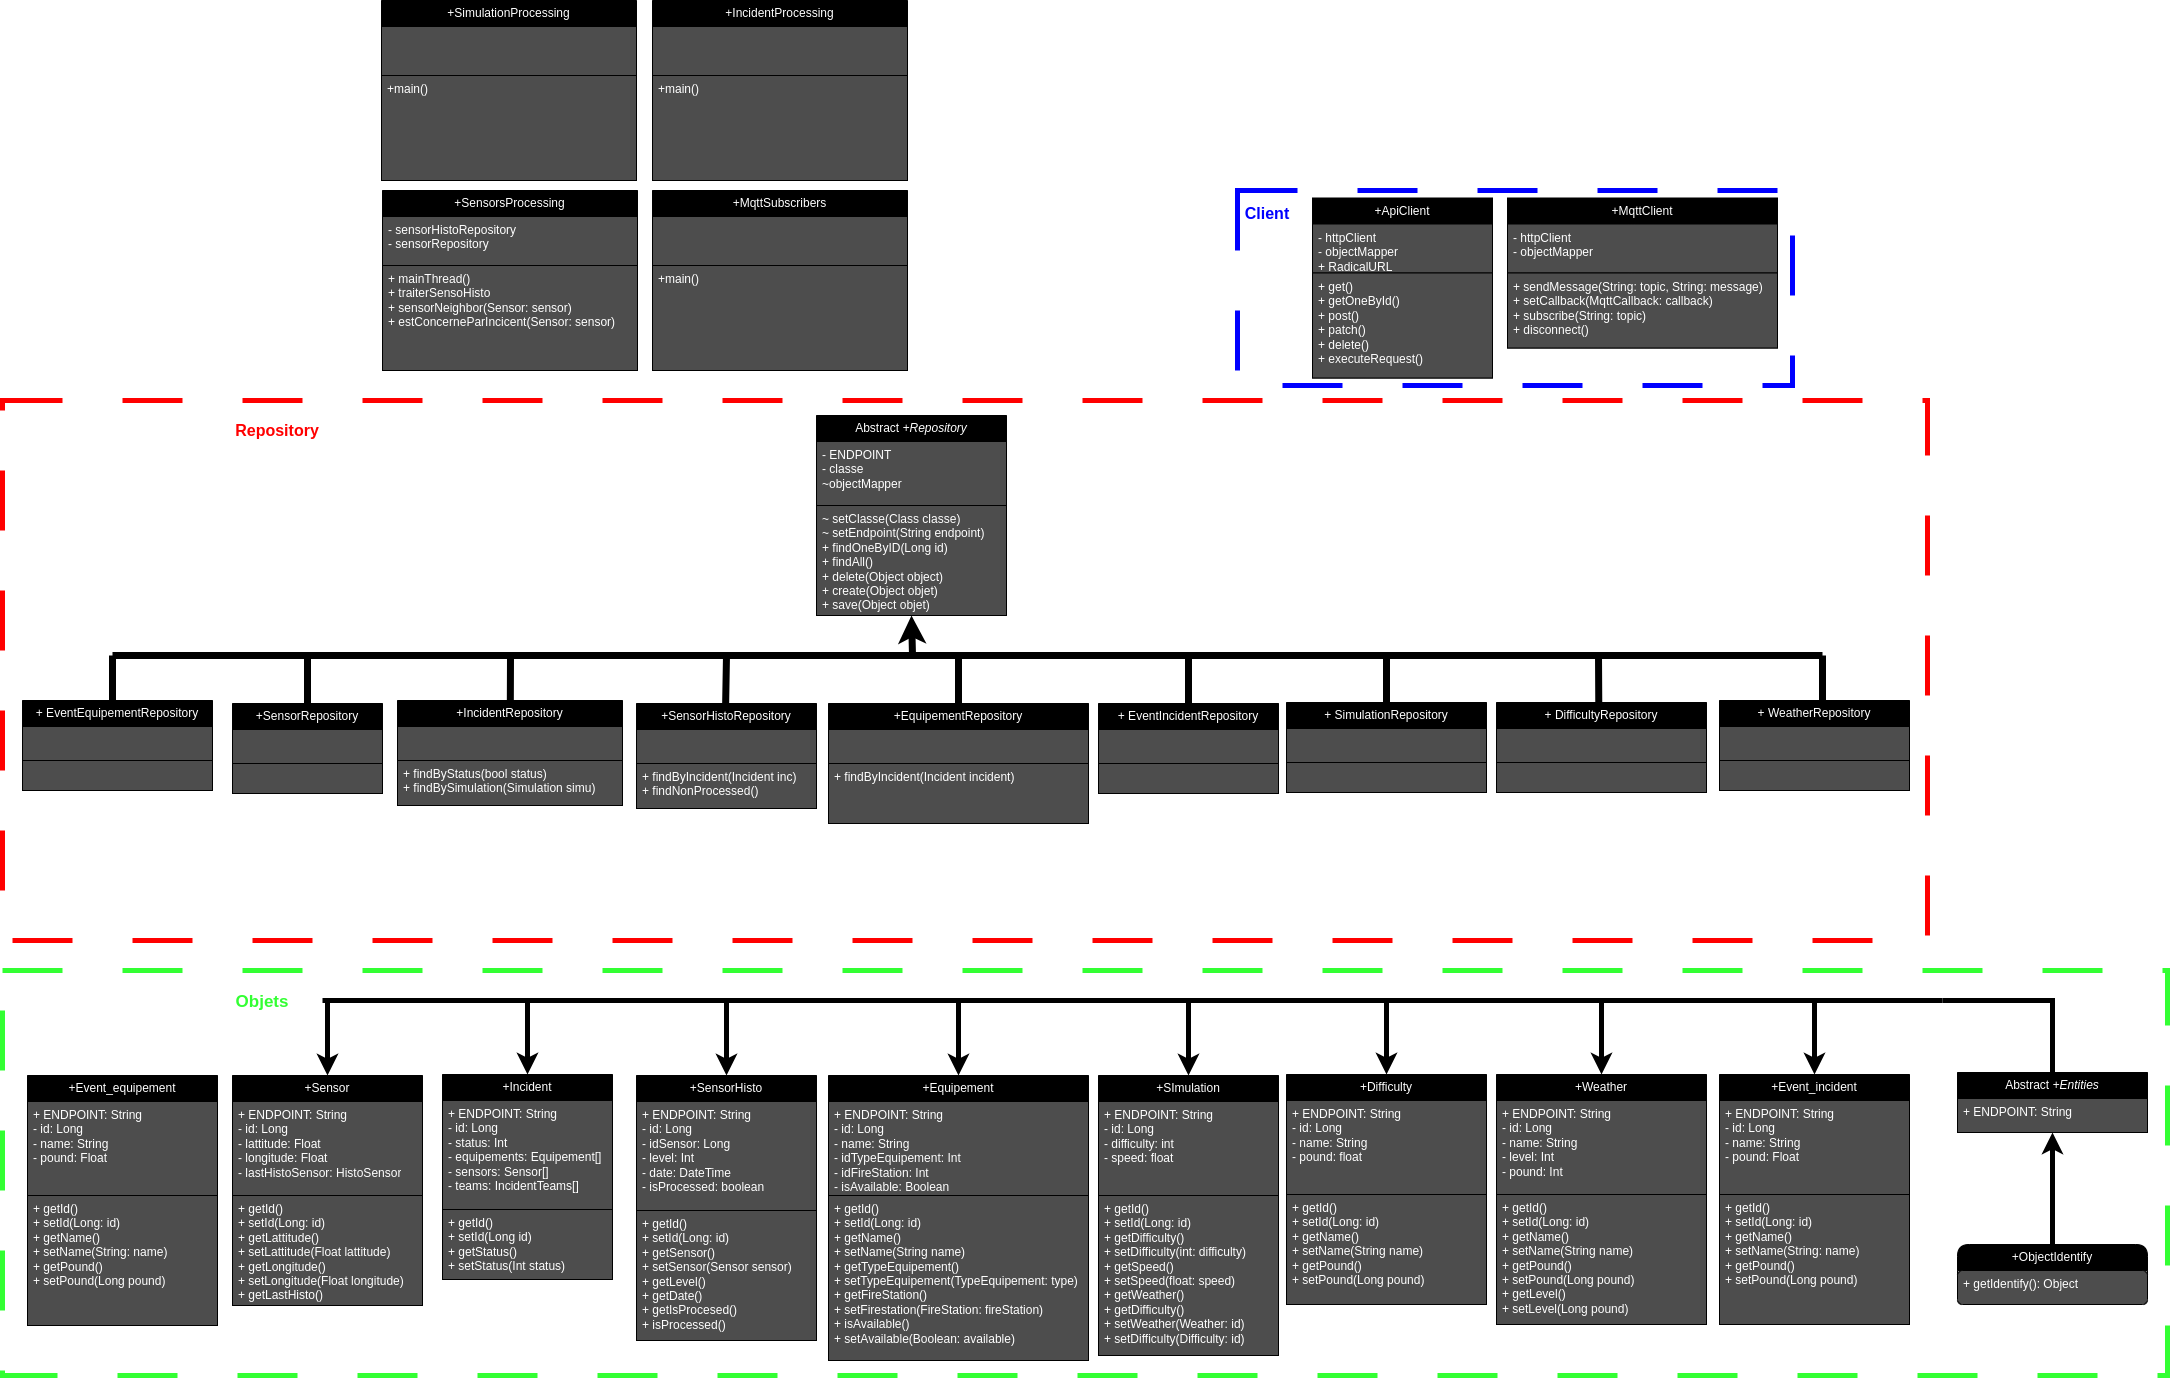 +SimulationProcessing
+main()
+IncidentProcessing
+main()
+SensorsProcessing
- sensorHistoRepository
- sensorRepository
+ mainThread()
+ traiterSensoHisto
+ sensorNeighbor(Sensor: sensor)
+ estConcerneParIncicent(Sensor: sensor)
+MqttSubscribers
+main()
Client
+ApiClient
- httpClient
- objectMapper
+ RadicalURL
+ get()
+ getOneById()
+ post()
+ patch()
+ delete()
+ executeRequest()
+MqttClient
- httpClient
- objectMapper
+ sendMessage(String: topic, String: message)
+ setCallback(MqttCallback: callback)
+ subscribe(String: topic)
+ disconnect()
Repository
Abstract +Repository
- ENDPOINT
- classe
~objectMapper
~ setClasse(Class classe)
~ setEndpoint(String endpoint)
+ findOneByID(Long id)
+ findAll()
+ delete(Object object)
+ create(Object objet)
+ save(Object objet)
+ EventEquipementRepository
+SensorRepository
+IncidentRepository
+ findByStatus(bool status)
+ findBySimulation(Simulation simu)
+SensorHistoRepository
+ findByIncident(Incident inc)
+ findNonProcessed()
+EquipementRepository
+ findByIncident(Incident incident)
+ EventIncidentRepository
+ SimulationRepository
+ DifficultyRepository
+ WeatherRepository
Objets
+Event_equipement
+ ENDPOINT: String
- id: Long
- name: String
- pound: Float
+ getId()
+ setId(Long: id)
+ getName()
+ setName(String: name)
+ getPound()
+ setPound(Long pound)
+Sensor
+ ENDPOINT: String
- id: Long
- lattitude: Float
- longitude: Float
- lastHistoSensor: HistoSensor
+ getId()
+ setId(Long: id)
+ getLattitude()
+ setLattitude(Float lattitude)
+ getLongitude()
+ setLongitude(Float longitude)
+ getLastHisto()
+Incident
+ ENDPOINT: String
- id: Long
- status: Int
- equipements: Equipement[]
- sensors: Sensor[]
- teams: IncidentTeams[]
+ getId()
+ setId(Long id)
+ getStatus()
+ setStatus(Int status)
+SensorHisto
+ ENDPOINT: String
- id: Long
- idSensor: Long
- level: Int
- date: DateTime
- isProcessed: boolean
+ getId()
+ setId(Long: id)
+ getSensor()
+ setSensor(Sensor sensor)
+ getLevel()
+ getDate()
+ getIsProcesed()
+ isProcessed()
+Equipement
+ ENDPOINT: String
- id: Long
- name: String
- idTypeEquipement: Int
- idFireStation: Int
- isAvailable: Boolean
+ getId()
+ setId(Long: id)
+ getName()
+ setName(String name)
+ getTypeEquipement()
+ setTypeEquipement(TypeEquipement: type)
+ getFireStation()
+ setFirestation(FireStation: fireStation)
+ isAvailable()
+ setAvailable(Boolean: available)
+SImulation
+ ENDPOINT: String
- id: Long
- difficulty: int
- speed: float
+ getId()
+ setId(Long: id)
+ getDifficulty()
+ setDifficulty(int: difficulty)
+ getSpeed()
+ setSpeed(float: speed)
+ getWeather()
+ getDifficulty()
+ setWeather(Weather: id)
+ setDifficulty(Difficulty: id)
+Difficulty
+ ENDPOINT: String
- id: Long
- name: String
- pound: float
+ getId()
+ setId(Long: id)
+ getName()
+ setName(String name)
+ getPound()
+ setPound(Long pound)
+Weather
+ ENDPOINT: String
- id: Long
- name: String
- level: Int
- pound: Int
+ getId()
+ setId(Long: id)
+ getName()
+ setName(String name)
+ getPound()
+ setPound(Long pound)
+ getLevel()
+ setLevel(Long pound)
+Event_incident
+ ENDPOINT: String
- id: Long
- name: String
- pound: Float
+ getId()
+ setId(Long: id)
+ getName()
+ setName(String: name)
+ getPound()
+ setPound(Long pound)
Abstract +Entities
+ ENDPOINT: String
+ObjectIdentify
+ getIdentify(): Object